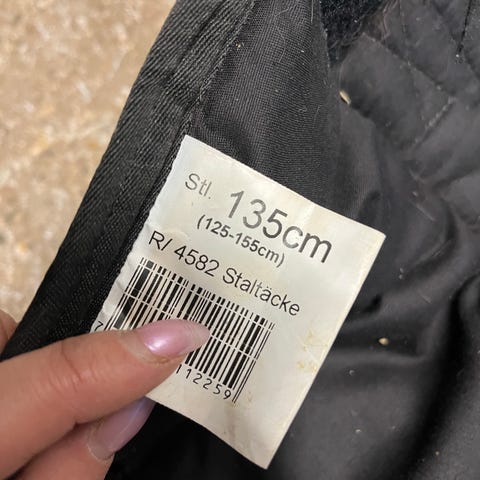 Stl. 135cm
(125-155cm)
R/ 4582 Staltäcke
112259